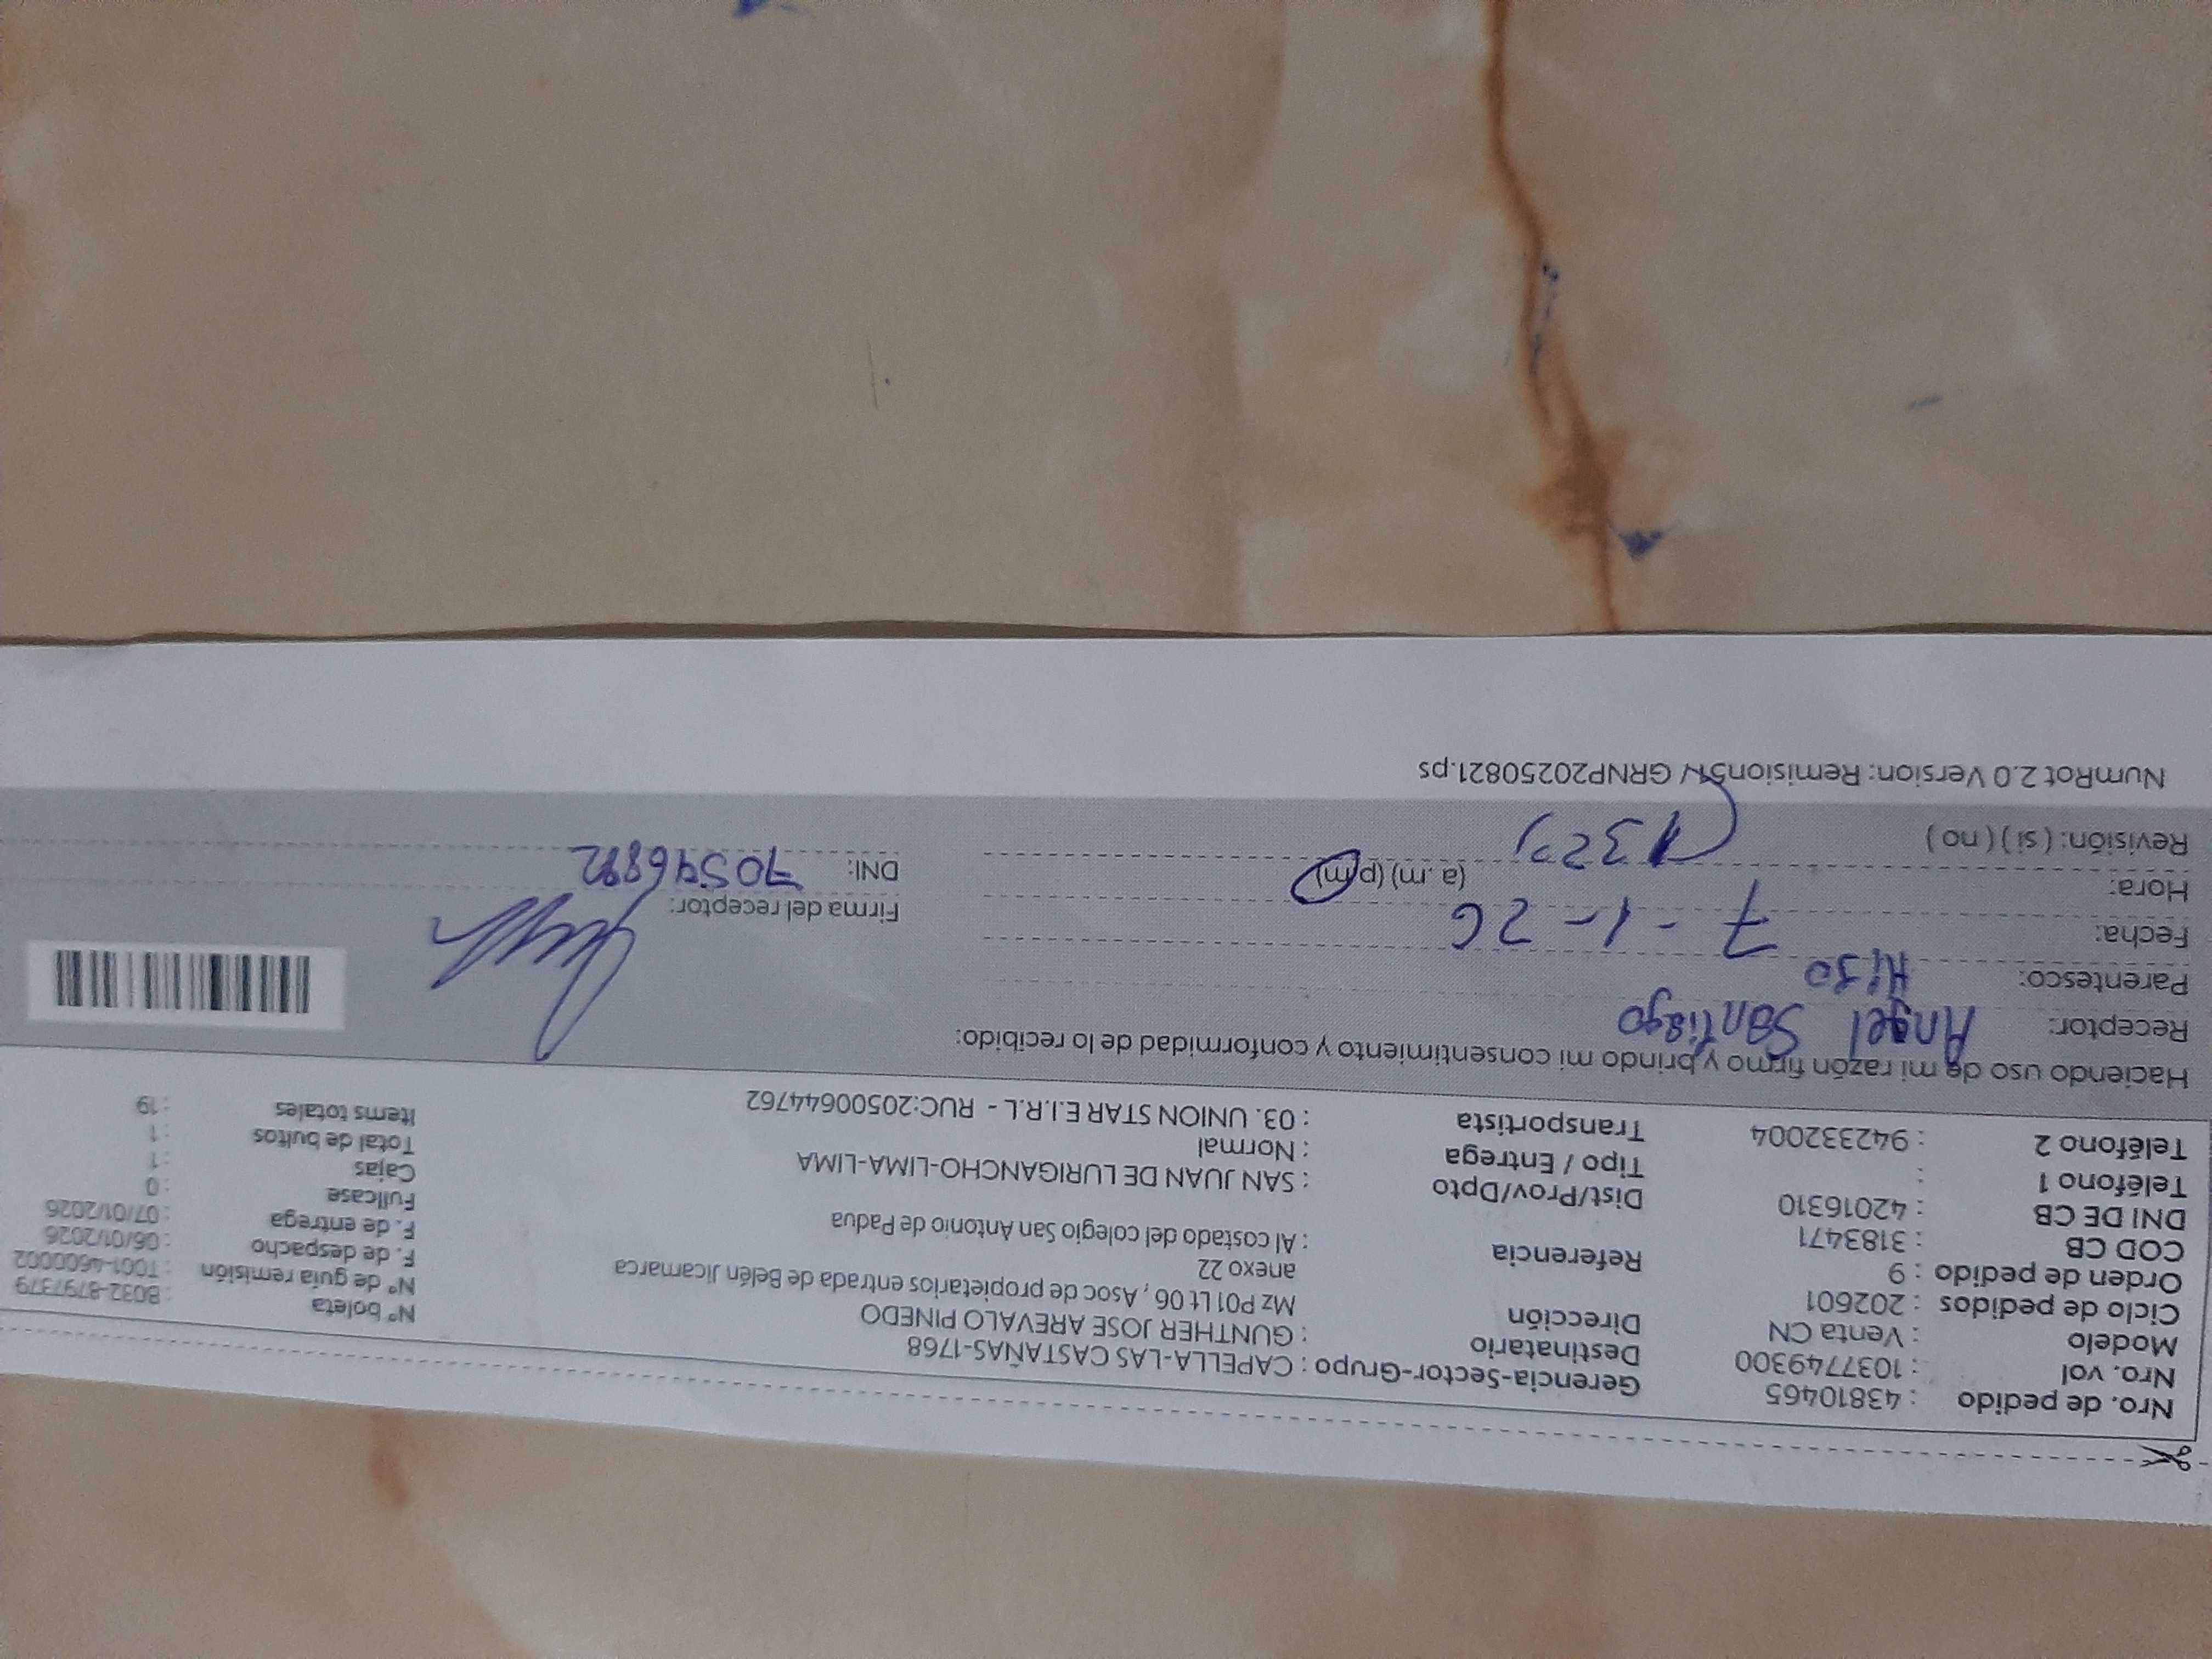 Nro. de pedido : 43810465
Nro. vol : 1037749300
Modelo : Venta CN
Ciclo de pedidos : 202601
Orden de pedido : 9
COD CB : 3183471
DNI DE CB : 42016310
Teléfono 1 :
Teléfono 2 : 942332004
Gerencia-Sector-Grupo : CAPELLA-LAS CASTAÑAS-1768
Destinatario : GUNTHER JOSE AREVALO PINEDO
Dirección Mz P01 Lt 06 , Asoc de propietarios entrada de Belén Jicamarca
anexo 22
Referencia : Al costado del colegio San Antonio de Padua
Dist/Prov/Dpto : SAN JUAN DE LURIGANCHO-LIMA-LIMA
Tipo / Entrega : Normal
Transportista : 03. UNION STAR E.I.R.L - RUC:20500644762
N° boleta : B032-8797379
N° de guía remisión : T001-4600002
F. de despacho : 06/01/2026
F. de entrega : 07/01/2026
Fullcase : 0
Cajas : 1
Total de bultos : 1
Items totales : 19
Haciendo uso de mi razón firmo y brindo mi consentimiento y conformidad de lo recibido:
Receptor: Angel Santiago
Parentesco: Hijo
Fecha: 7-1-26
Hora: (a. m) (p.m)
Revisión: ( si ) ( no )
Firma del receptor:
DNI: 70546892
NumRot 2.0 Version: Remision51 / GRNP20250821.ps